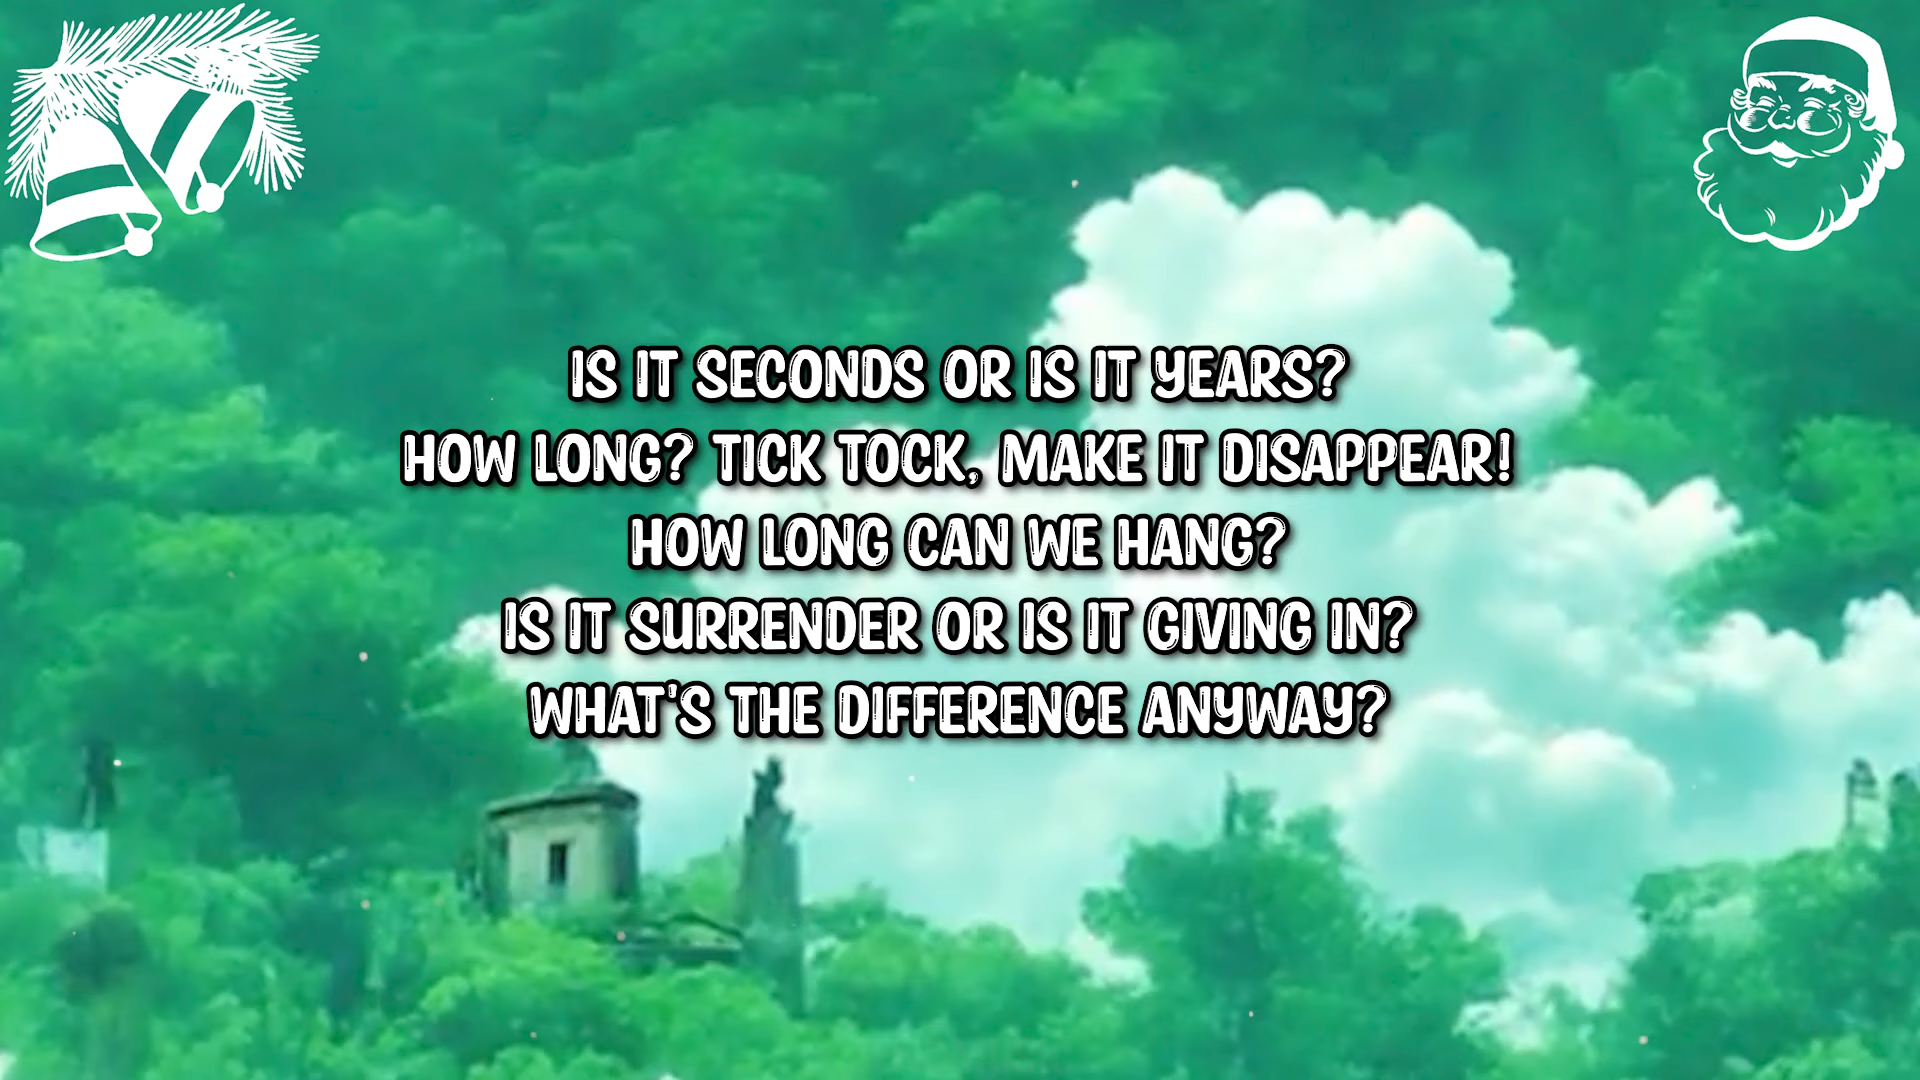 IS IT SECONDS OR IS IT YEARS?
HOW LONG? TICK TOCK, MAKE IT DISAPPEAR!
HOW LONG CAN WE HANG?
IS IT SURRENDER OR IS IT GIVING IN?
WHAT'S THE DIFFERENCE ANYWAY?